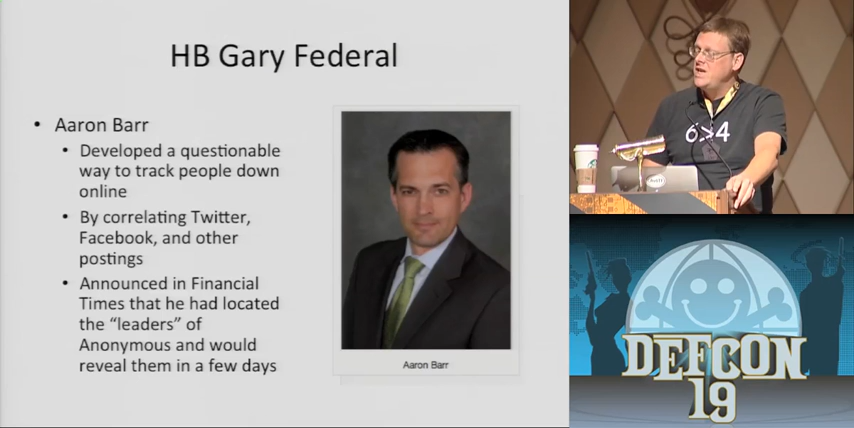 HB Gary Federal
• Aaron Barr
• Developed a questionable
way to track people down
online
• By correlating Twitter,
Facebook, and other
postings
• Announced in Financial
Times that he had located
the “leaders” of
Anonymous and would
reveal them in a few days
Aaron Barr
6>4
DEFCON
19